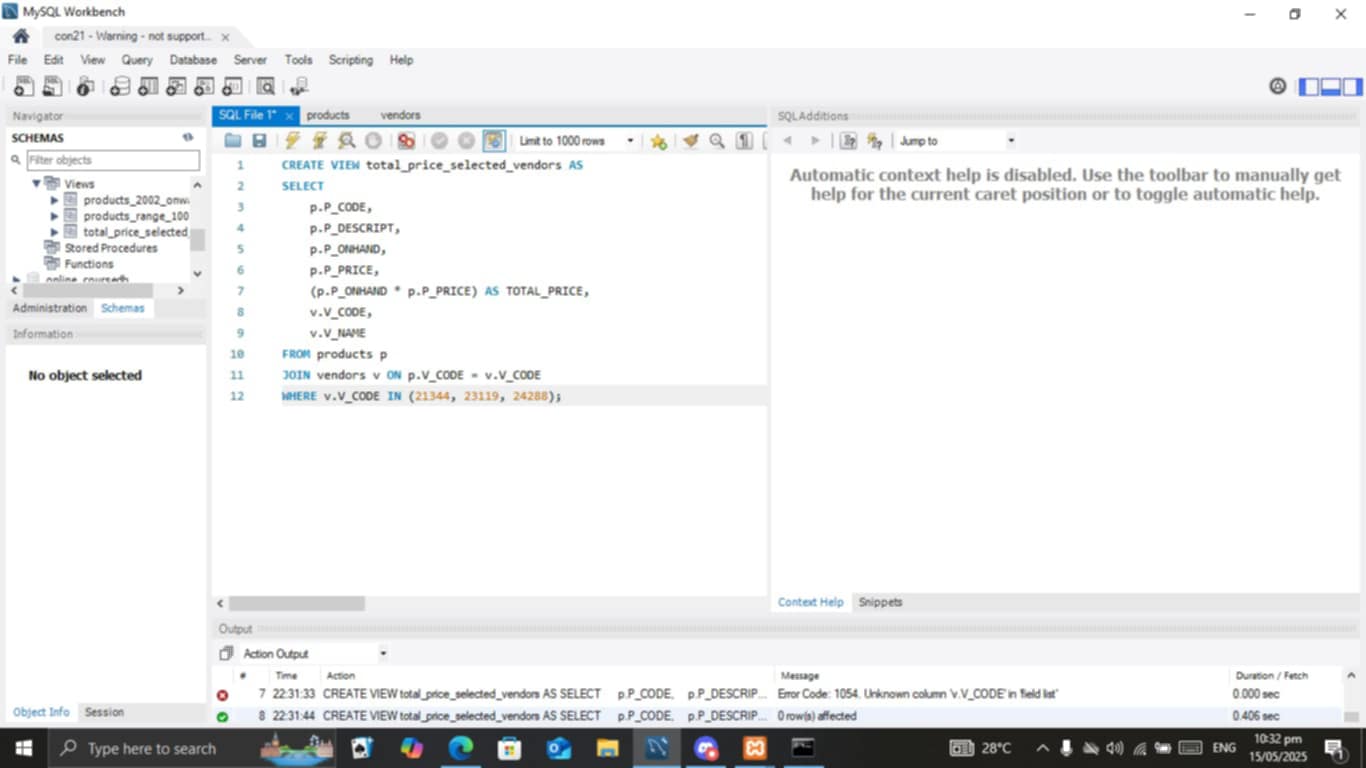 MySQL Workbench
con21 - Warning - not support..
File Edit View Query Database Server Tools Scripting Help
Navigator
SCHEMAS
Filter objects
Views
products_2002_onw
products_range_100
total_price_selected_
Stored Procedures
Functions
online_coursedb
Administration Schemas
Information
No object selected
Object Info Session
SQL File 1* products vendors
Limit to 1000 rows
1 CREATE VIEW total_price_selected_vendors AS
2 SELECT
3 p.P_CODE,
4 p.P_DESCRIPT,
5 p.P_ONHAND,
6 p.P_PRICE,
7 (p.P_ONHAND * p.P_PRICE) AS TOTAL_PRICE,
8 v.V_CODE,
9 v.V_NAME
10 FROM products p
11 JOIN vendors v ON p.V_CODE = v.V_CODE
12 WHERE v.V_CODE IN (21344, 23119, 24288);
SQLAdditions
Jump to
Automatic context help is disabled. Use the toolbar to manually get
help for the current caret position or to toggle automatic help.
Context Help Snippets
Output
Action Output
# Time Action Message Duration / Fetch
7 22:31:33 CREATE VIEW total_price_selected_vendors AS SELECT p.P_CODE, p.P_DESCRIP... Error Code: 1054. Unknown column 'v.V_CODE' in 'field list' 0.000 sec
8 22:31:44 CREATE VIEW total_price_selected_vendors AS SELECT p.P_CODE, p.P_DESCRIP... 0 row(s) affected 0.406 sec
Type here to search
28°C
ENG
10:32 pm
15/05/2025
1